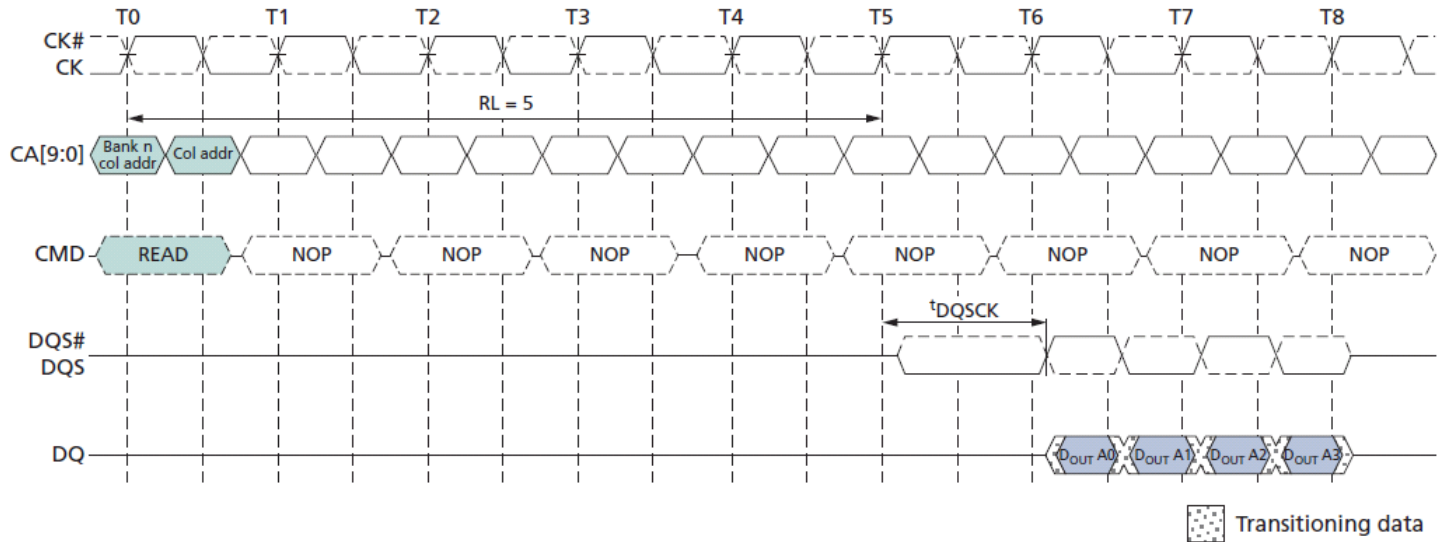 T0 T1 T2 T3 T4 T5 T6 T7 T8
CK#
CK
RL = 5
CA[9:0] Bank n
col addr Col addr
CMD READ NOP NOP NOP NOP NOP NOP NOP NOP
tDQSCK
DQS#
DQS
DQ DOUT A0 DOUT A1 DOUT A2 DOUT A3
Transitioning data